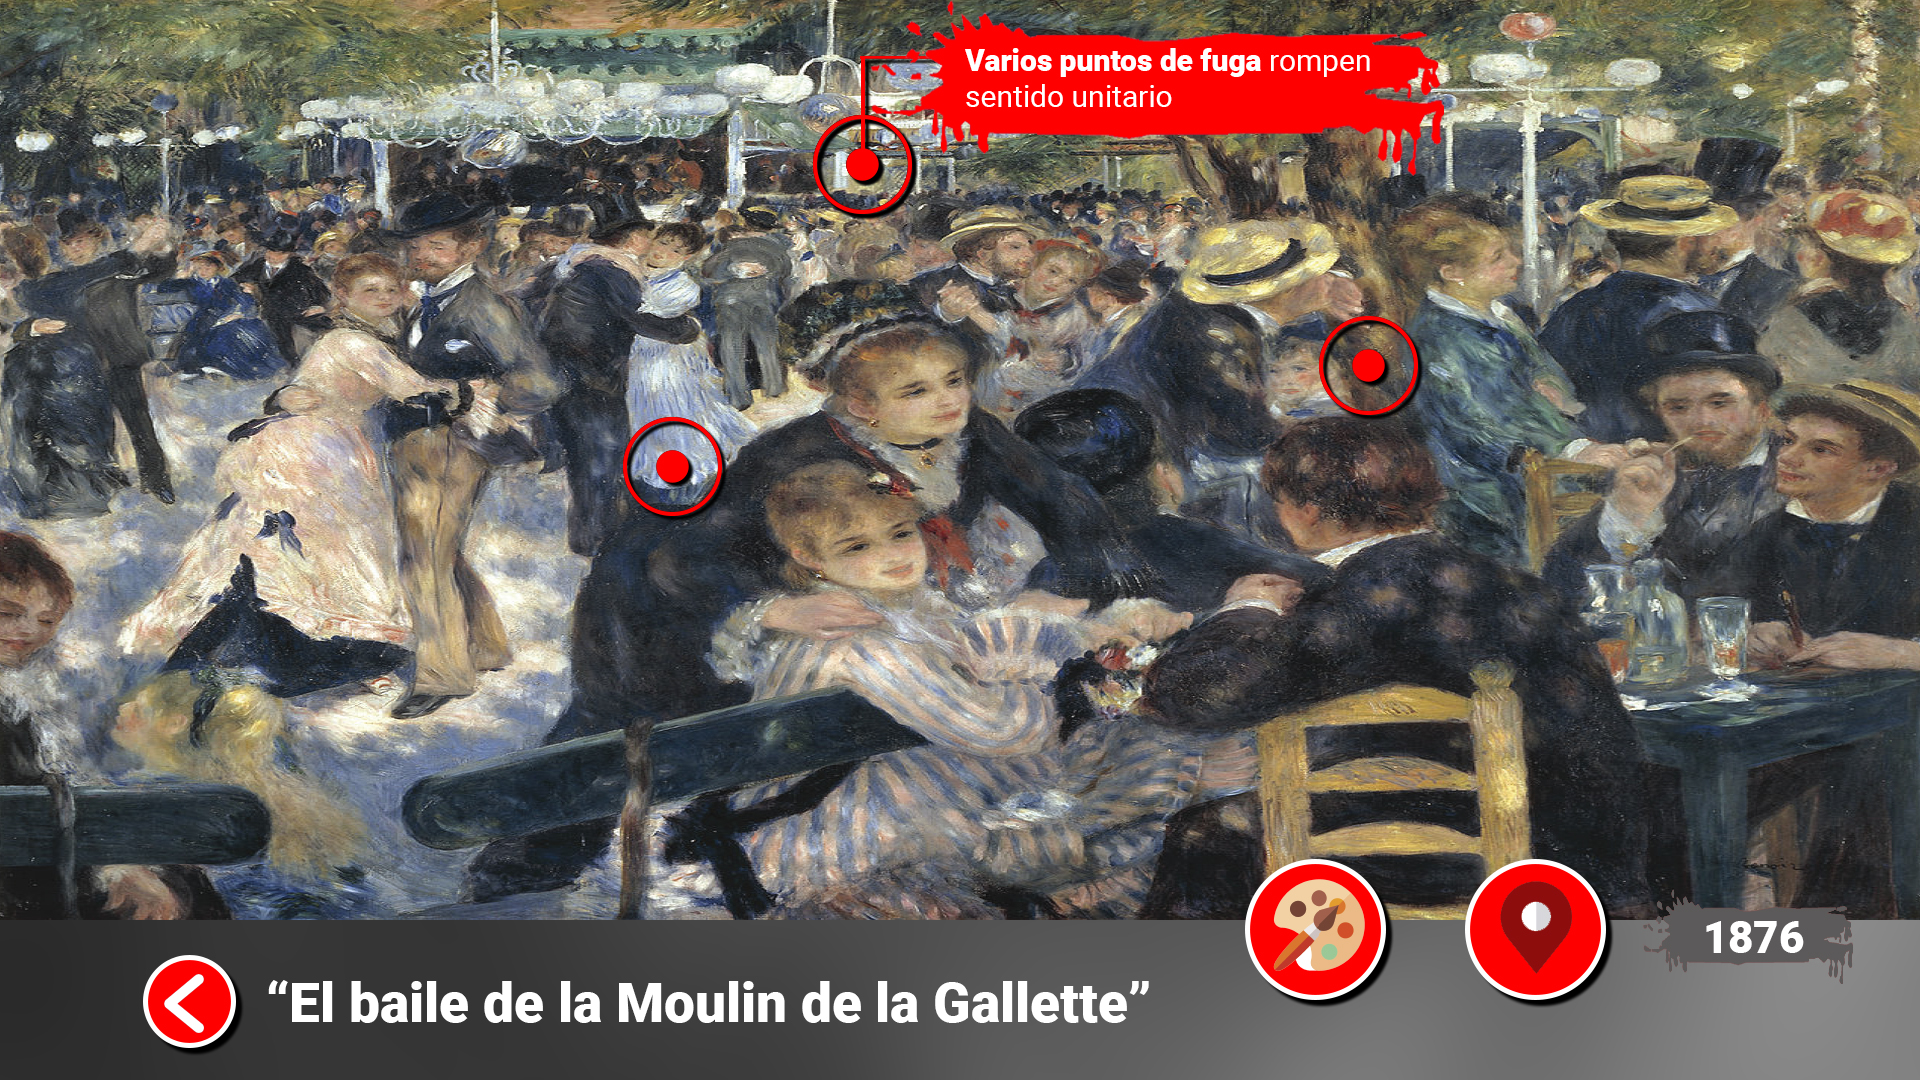 Varios puntos de fuga rompen
sentido unitario
1876
“El baile de la Moulin de la Gallette”